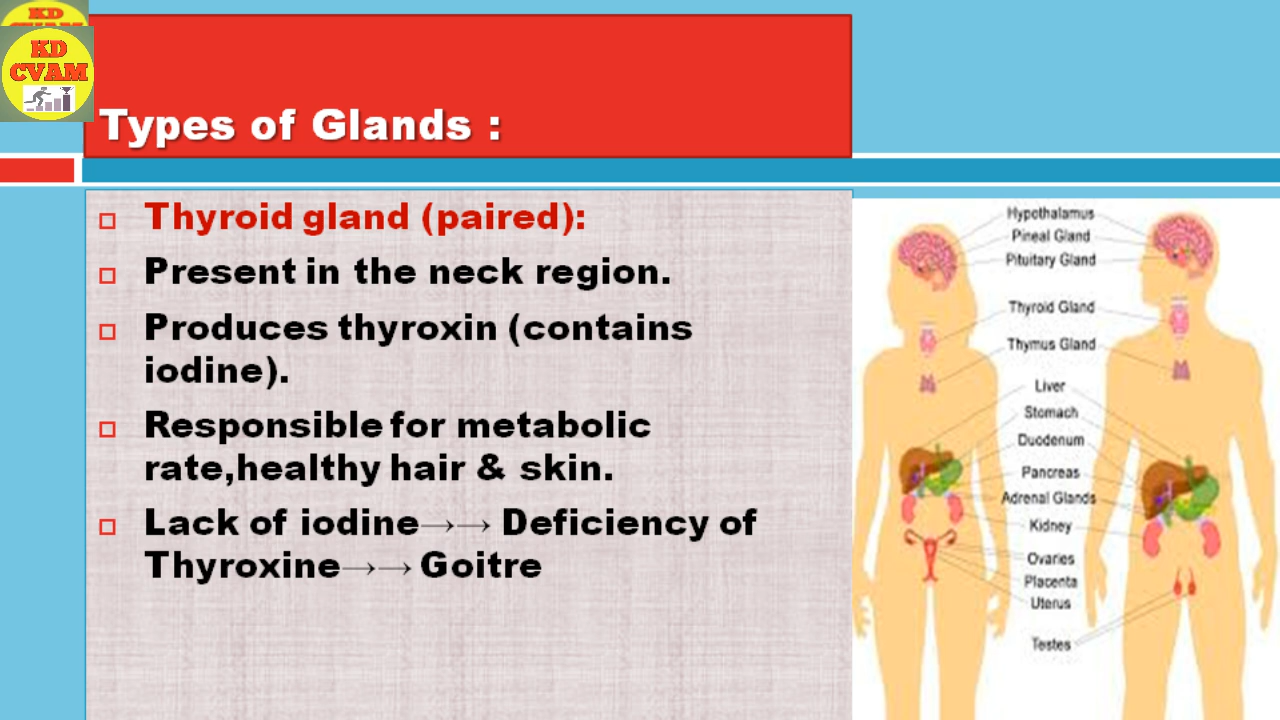 KD
CVAM
KD
CVAM
Types of Glands :
Thyroid gland (paired):
Present in the neck region.
Produces thyroxin (contains
iodine).
Responsible for metabolic
rate,healthy hair & skin.
Lack of iodine→→ Deficiency of
Thyroxine→→ Goitre
Hypothalamus
Pineal Gland
Pituitary Gland
Thyroid Gland
Thymus Gland
Liver
Stomach
Duodenum
Pancreas
Adrenal Glands
Kidney
Ovaries
Placenta
Uterus
Testes